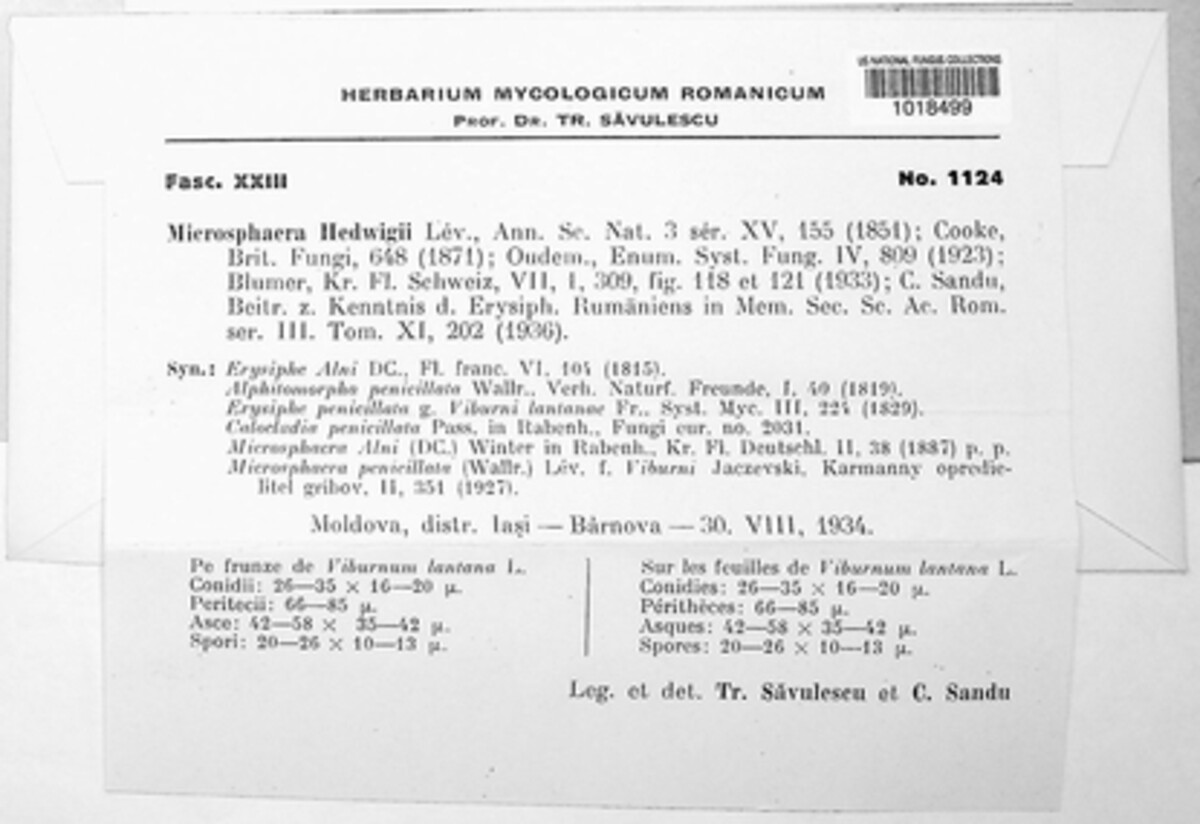 US NATIONAL FUNGUS COLLECTIONS
1018499
HERBARIUM MYCOLOGICUM ROMANICUM
PROF. DR. TR. SĂVULESCU
Fasc. XXIII No. 1124
Microsphaera Hedwigii Lév., Ann. Sc. Nat. 3 sér. XV, 155 (1851); Cooke,
Brit. Fungi, 648 (1871); Oudem., Enum. Syst. Fung. IV, 809 (1923);
Blumer, Kr. Fl. Schweiz, VII, 1, 309, fig. 118 et 121 (1933); C. Sandu,
Beitr. z. Kenntnis d. Erysiph. Rumäniens in Mem. Sec. Sc. Ac. Rom.
ser. III. Tom. XI, 202 (1936).
Syn.: Erysiphe Alni DC., Fl. franc. VI, 104 (1815).
Alphitomorpha penicillata Wallr., Verh. Naturf. Freunde, I, 40 (1819).
Erysiphe penicillata g. Viburni lantanae Fr., Syst. Myc. III, 224 (1829).
Calocladia penicillata Pass. in Rabenh., Fungi eur. no. 2031.
Microsphaera Alni (DC.) Winter in Rabenh., Kr. Fl. Deutschl. II, 38 (1887) p. p.
Microsphaera penicillata (Wallr.) Lév. f. Viburni Jaczevski, Karmanny opredie-
litel gribov, II, 351 (1927).
Moldova, distr. Iaşi — Bârnova — 30. VIII, 1934.
Pe frunxe de Viburnum lantana L.
Conidii: 26—35 × 16—20 µ.
Peritecii: 66—85 µ.
Asce: 42—58 × 35—42 µ.
Spori: 20—26 × 10—13 µ.
Sur les feuilles de Viburnum lantana L.
Conidies: 26—35 × 16—20 µ.
Périthèces: 66—85 µ.
Asques: 42—58 × 35—42 µ.
Spores: 20—26 × 10—13 µ.
Leg. et det. Tr. Săvulescu et C. Sandu